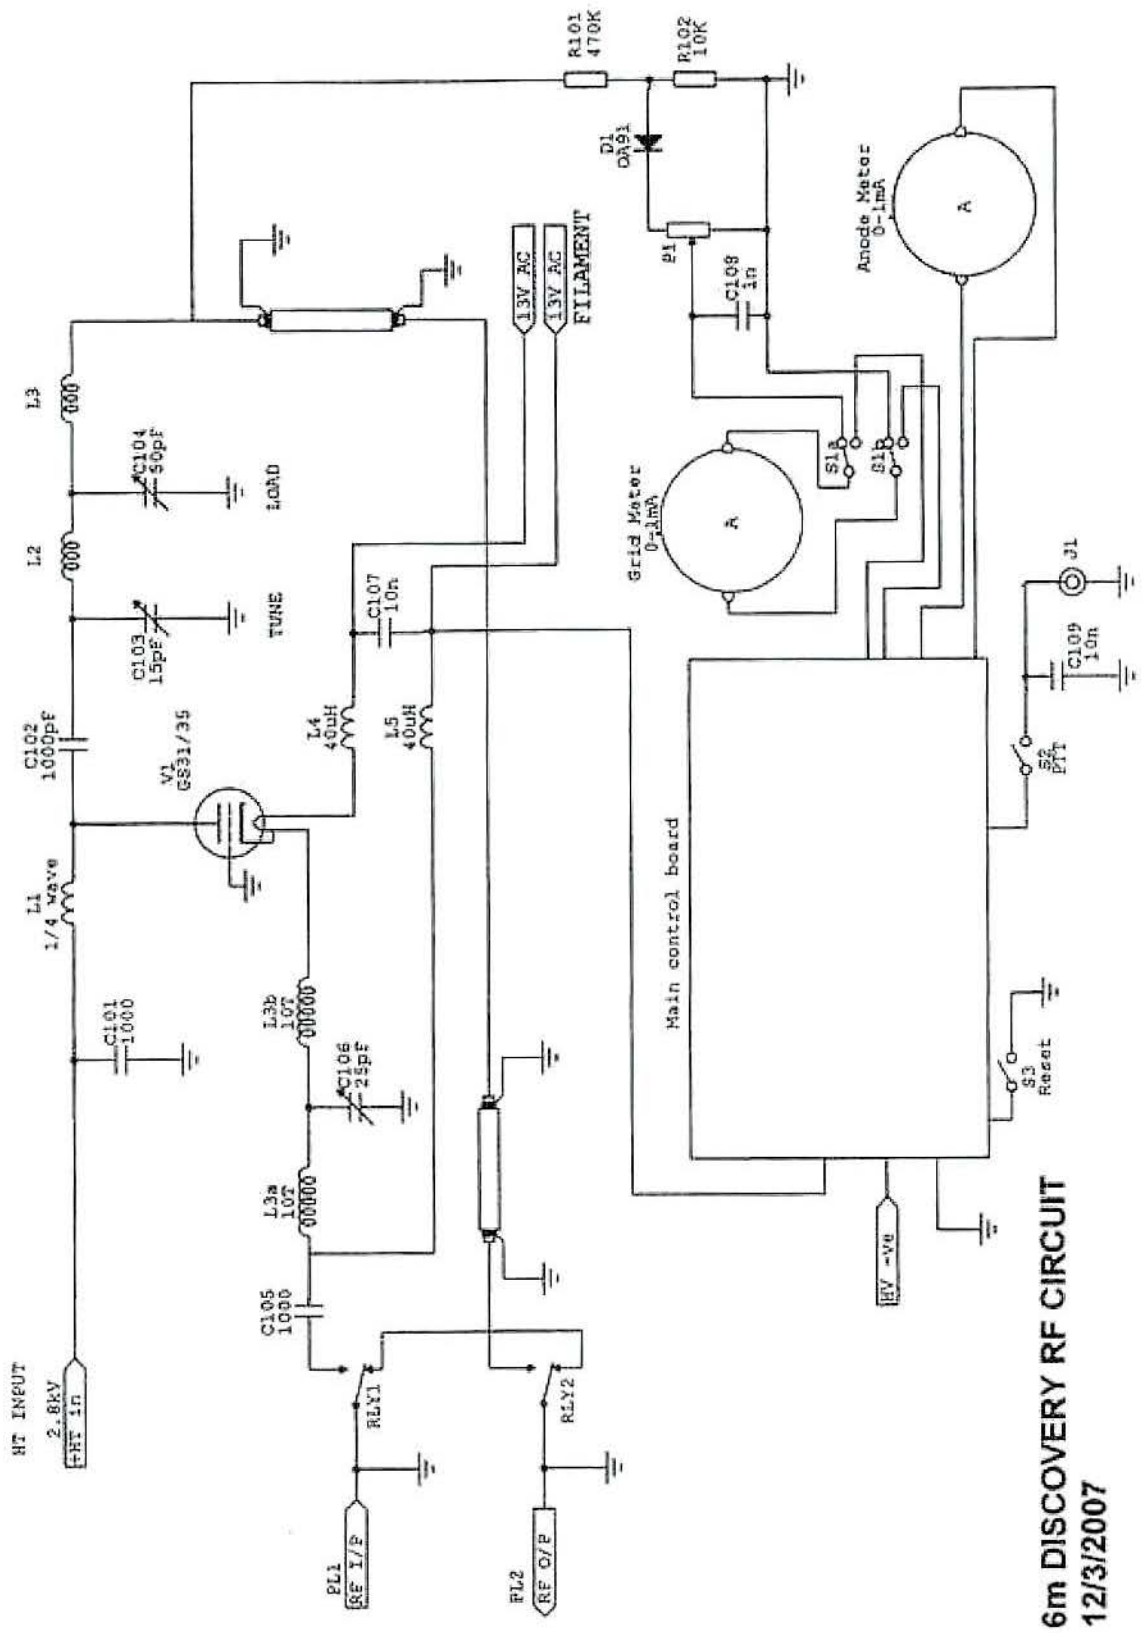 HT INPUT
2.8KV
+HT in
C101
1000
L1
1/4 wave
C102
1000pF
V1
GS31/35
C103
15pF
TUNE
L2
C104
50pF
LOAD
L3
R101
470K
R102
10K
D1
OA91
P1
C108
1n
13V AC
13V AC
FILAMENT
L4
40uH
L5
40uH
C107
10n
L3b
10T
C106
25pF
L3a
10T
C105
1000
RLY1
RLY2
PL1
RF I/P
PL2
RF O/P
Grid Meter
0-1mA
A
Anode Meter
0-1mA
A
S1a
S1b
Main control board
HV -Ve
S3
Reset
S2
PTT
C109
10n
J1
6m DISCOVERY RF CIRCUIT
12/3/2007